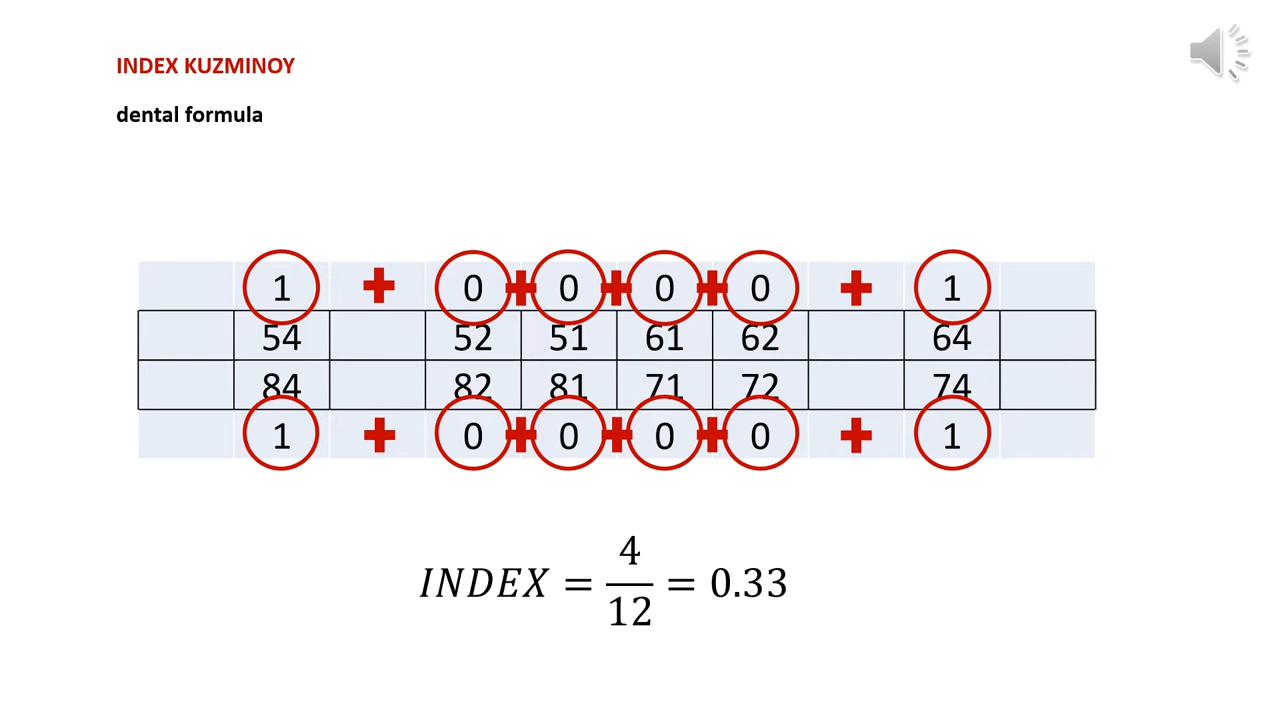 INDEX KUZMINOY
dental formula
1 + 0 + 0 + 0 + 0 + 1
54 52 51 61 62 64
84 82 81 71 72 74
1 + 0 + 0 + 0 + 0 + 1
INDEX = 4/12 = 0.33